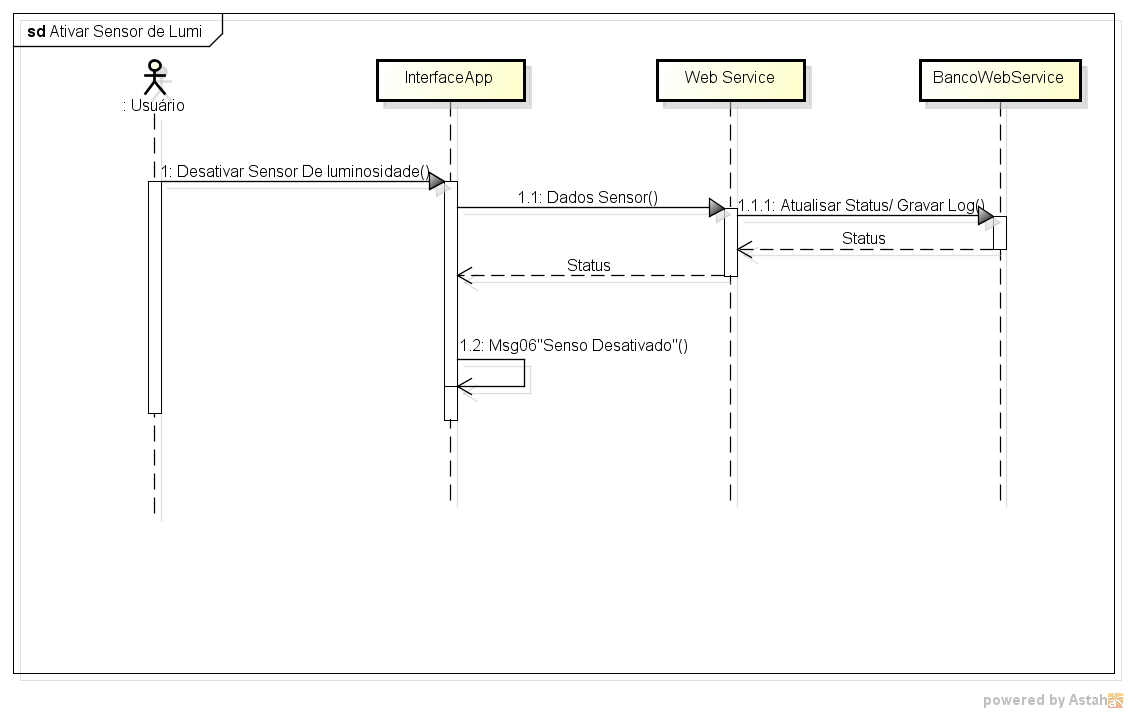 sd Ativar Sensor de Lumi
InterfaceApp
Web Service
BancoWebService
: Usuário
1: Desativar Sensor De luminosidade()
1.1: Dados Sensor()
1.1.1: Atualisar Status/ Gravar Log()
Status
Status
1.2: Msg06"Senso Desativado"()
powered by Astah